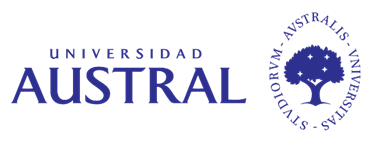 UNIVERSIDAD
AUSTRAL
STVDIORVM - AVSTRALIS - VNIVERSITAS -